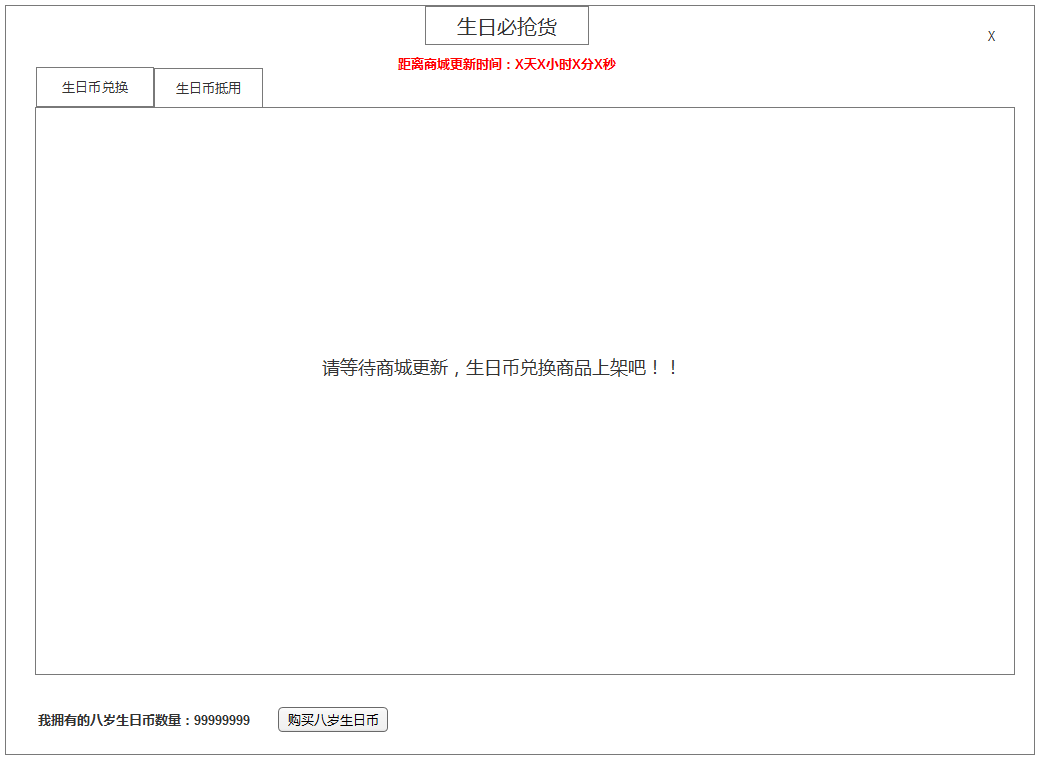 生日必抢货
X
距离商城更新时间：X天X小时X分X秒
生日币兑换
生日币抵用
请等待商城更新，生日币兑换商品上架吧！！
我拥有的八岁生日币数量：99999999
购买八岁生日币